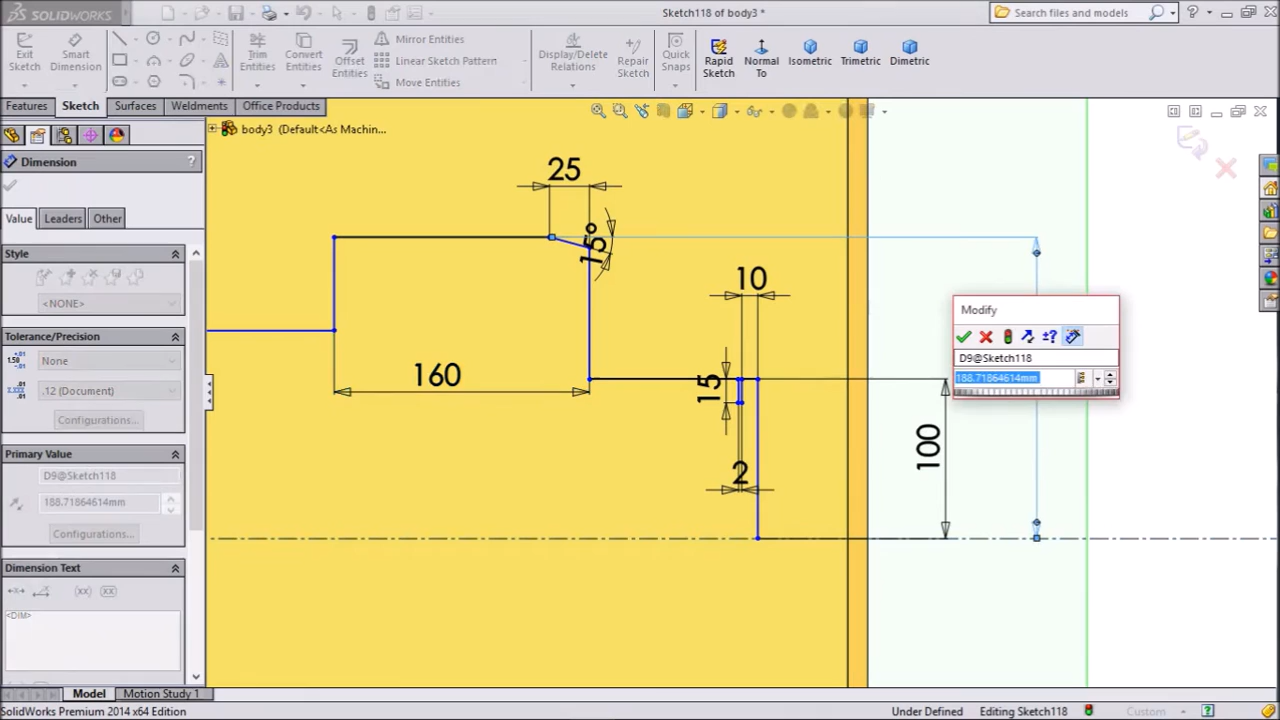 SOLIDWORKS
Sketch118 of body3 *
Search files and models
Exit Sketch
Smart Dimension
Trim Entities
Convert Entities
Offset Entities
Mirror Entities
Linear Sketch Pattern
Move Entities
Display/Delete Relations
Repair Sketch
Quick Snaps
Rapid Sketch
Normal To
Isometric
Trimetric
Dimetric
Features
Sketch
Surfaces
Weldments
Office Products
body3 (Default<As Machin...
Dimension
?
Value
Leaders
Other
Style
<NONE>
Tolerance/Precision
None
.12 (Document)
Configurations...
Primary Value
D9@Sketch118
188.71864614mm
Configurations...
Dimension Text
<DIM>
25
15°
10
160
15
2
100
Modify
D9@Sketch118
188.71864614mm
Model
Motion Study 1
SolidWorks Premium 2014 x64 Edition
Under Defined
Editing Sketch118
Custom